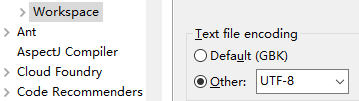 Workspace
Ant
AspectJ Compiler
Cloud Foundry
Code Recommenders
Text file encoding
Default (GBK)
Other: UTF-8